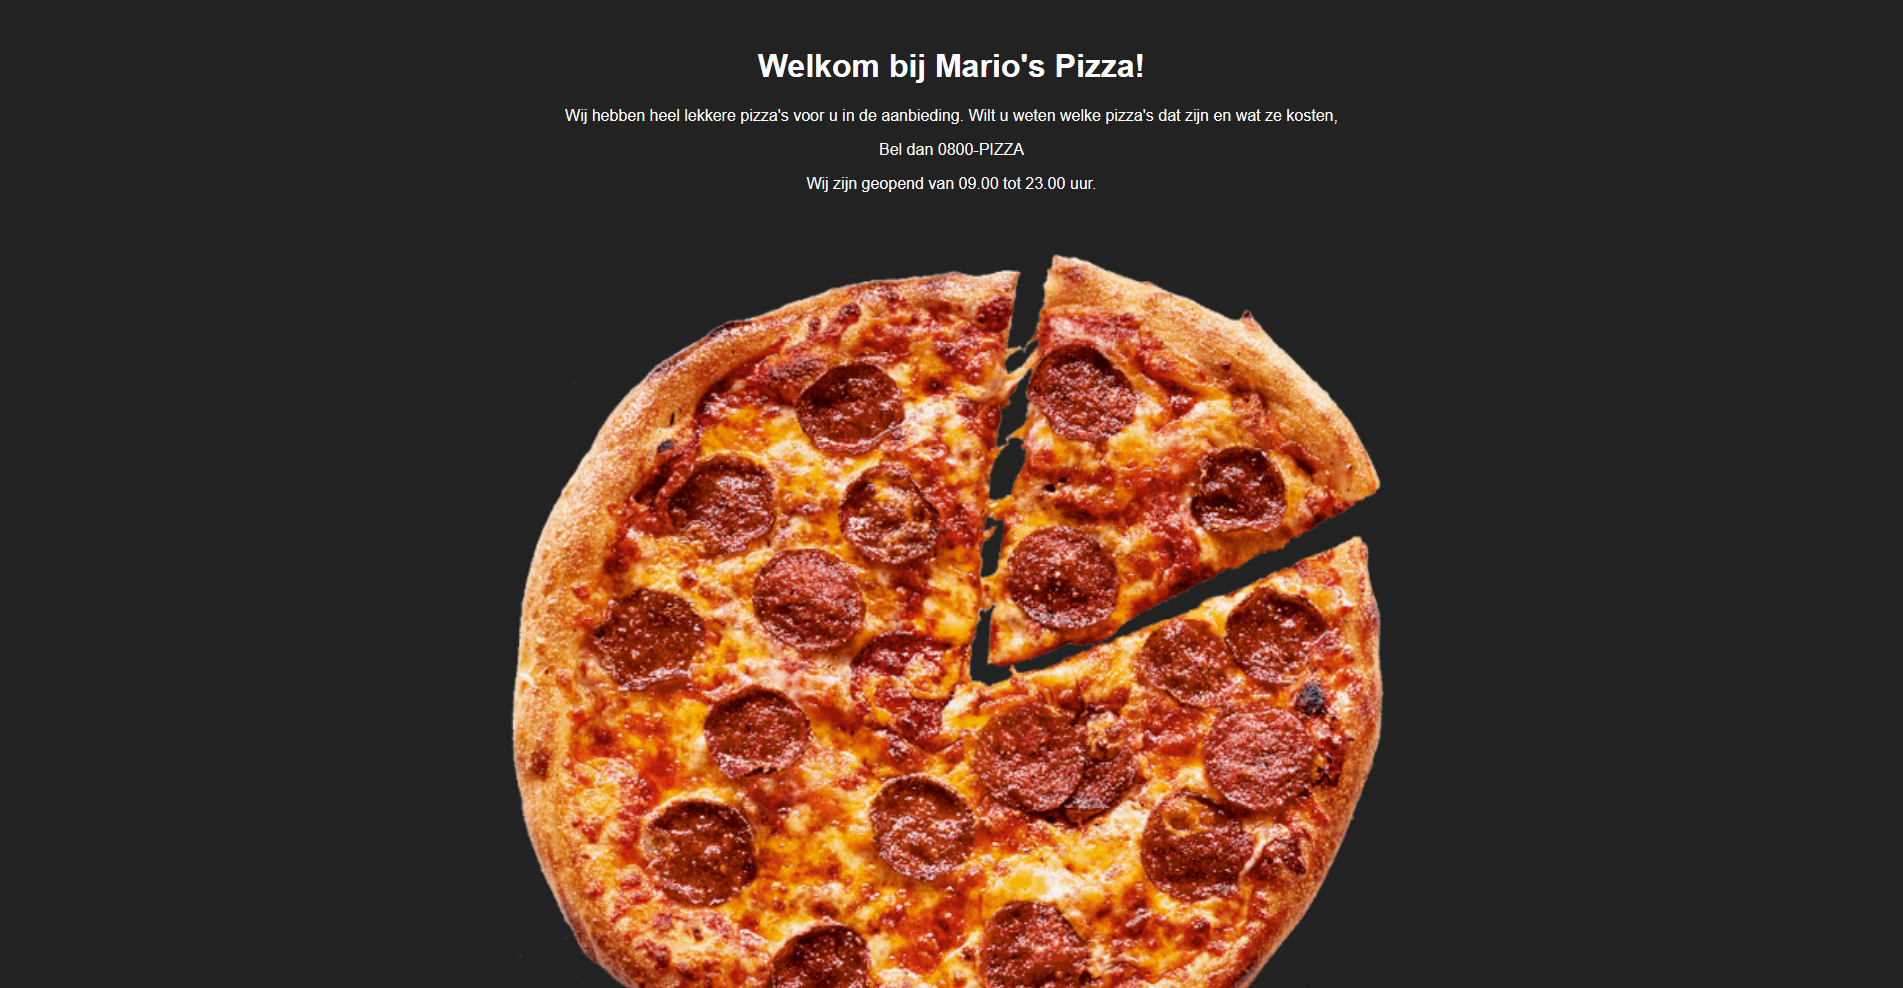 Welkom bij Mario's Pizza!
Wij hebben heel lekkere pizza's voor u in de aanbieding. Wilt u weten welke pizza's dat zijn en wat ze kosten,
Bel dan 0800-PIZZA
Wij zijn geopend van 09.00 tot 23.00 uur.